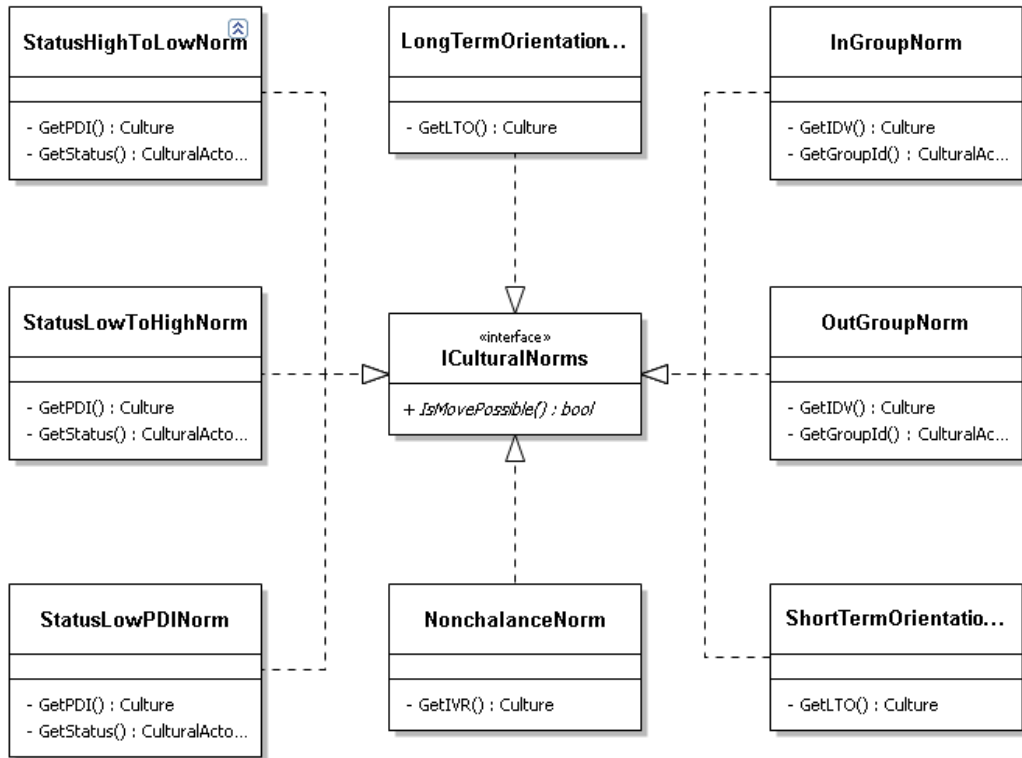 StatusHighToLowNorm
- GetPDI() : Culture
- GetStatus() : CulturalActo...
LongTermOrientation...
- GetLTO() : Culture
InGroupNorm
- GetIDV() : Culture
- GetGroupId() : CulturalAc...
StatusLowToHighNorm
- GetPDI() : Culture
- GetStatus() : CulturalActo...
«interface»
ICulturalNorms
+ IsMovePossible() : bool
OutGroupNorm
- GetIDV() : Culture
- GetGroupId() : CulturalAc...
StatusLowPDINorm
- GetPDI() : Culture
- GetStatus() : CulturalActo...
NonchalanceNorm
- GetIVR() : Culture
ShortTermOrientatio...
- GetLTO() : Culture